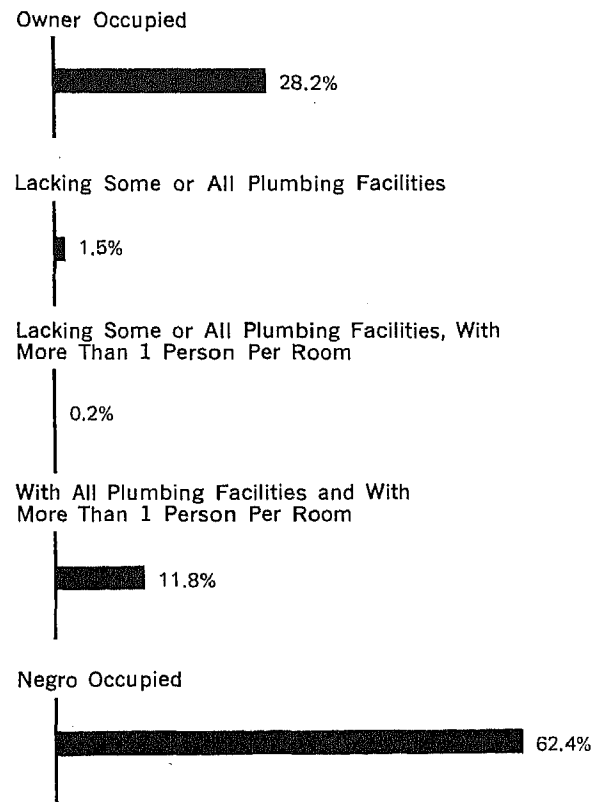 Owner Occupied
28.2%
Lacking Some or All Plumbing Facilities
1.5%
Lacking Some or All Plumbing Facilities, With
More Than 1 Person Per Room
0.2%
With All Plumbing Facilities and With
More Than 1 Person Per Room
11.8%
Negro Occupied
62.4%